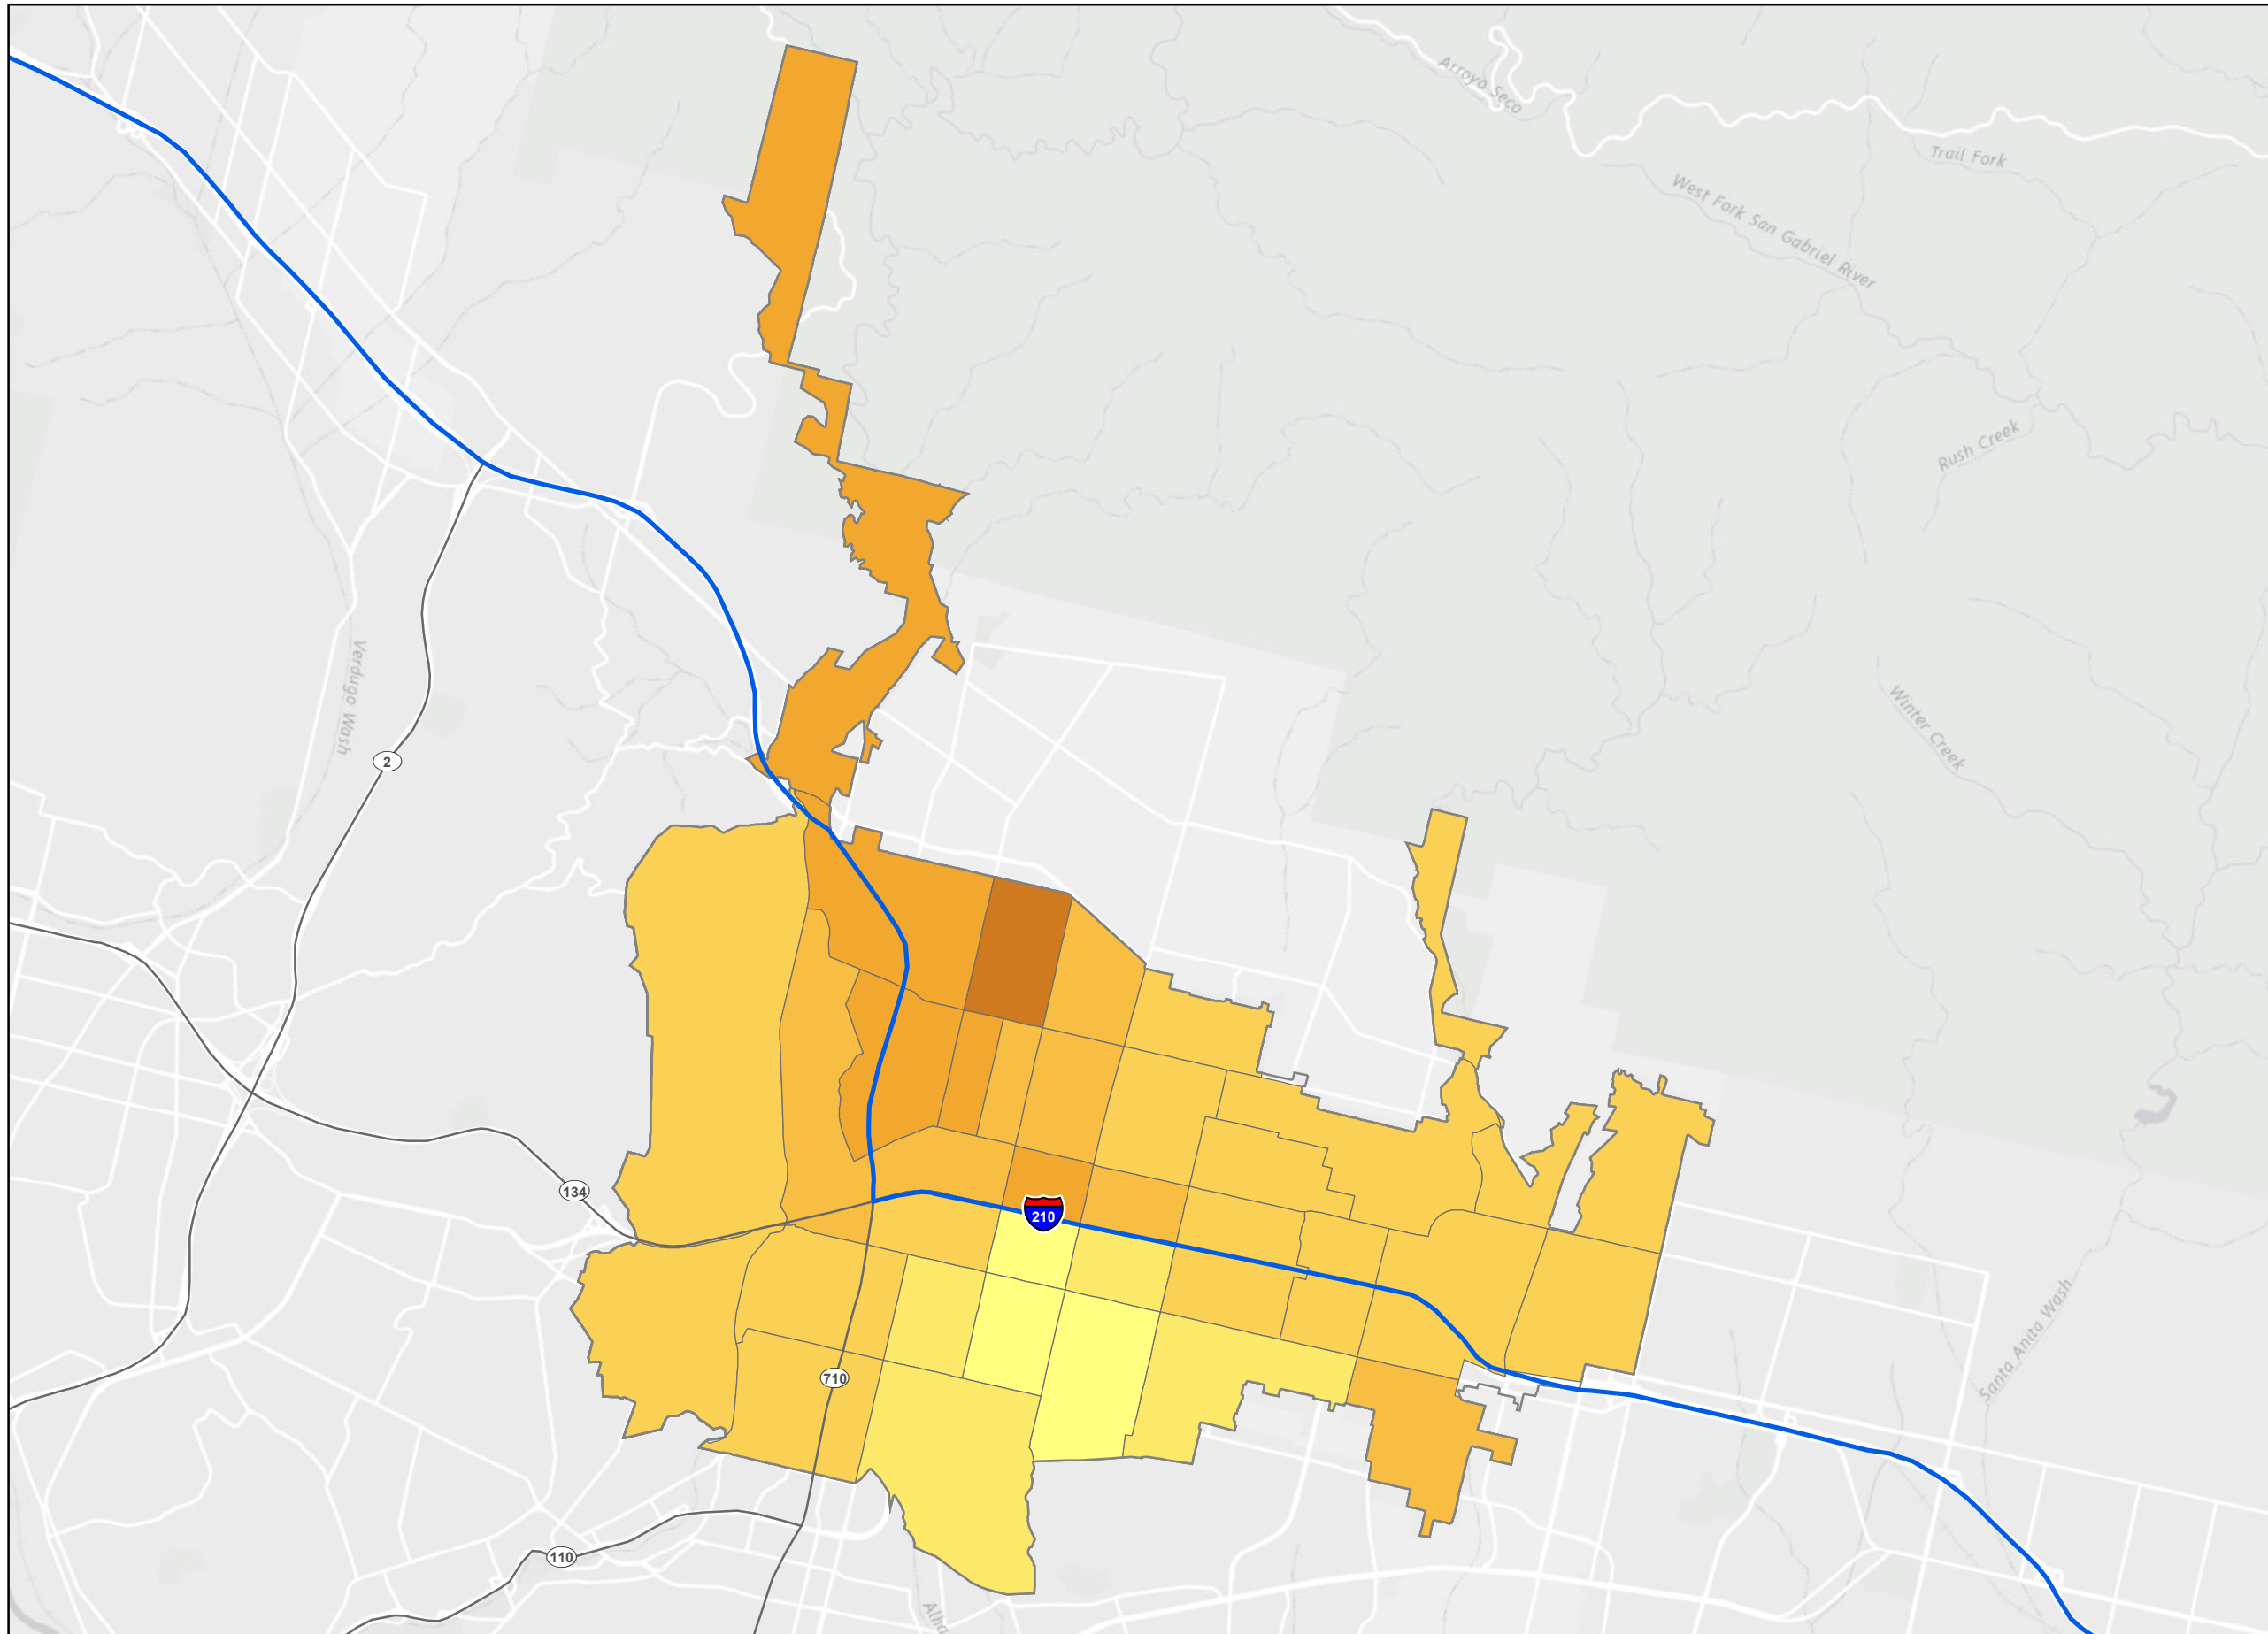 Arroyo Seco
Trail Fork
West Fork San Gabriel River
Rush Creek
Verdugo Wash
Winter Creek
2
134
210
Santa Anita Wash
710
110
Alha